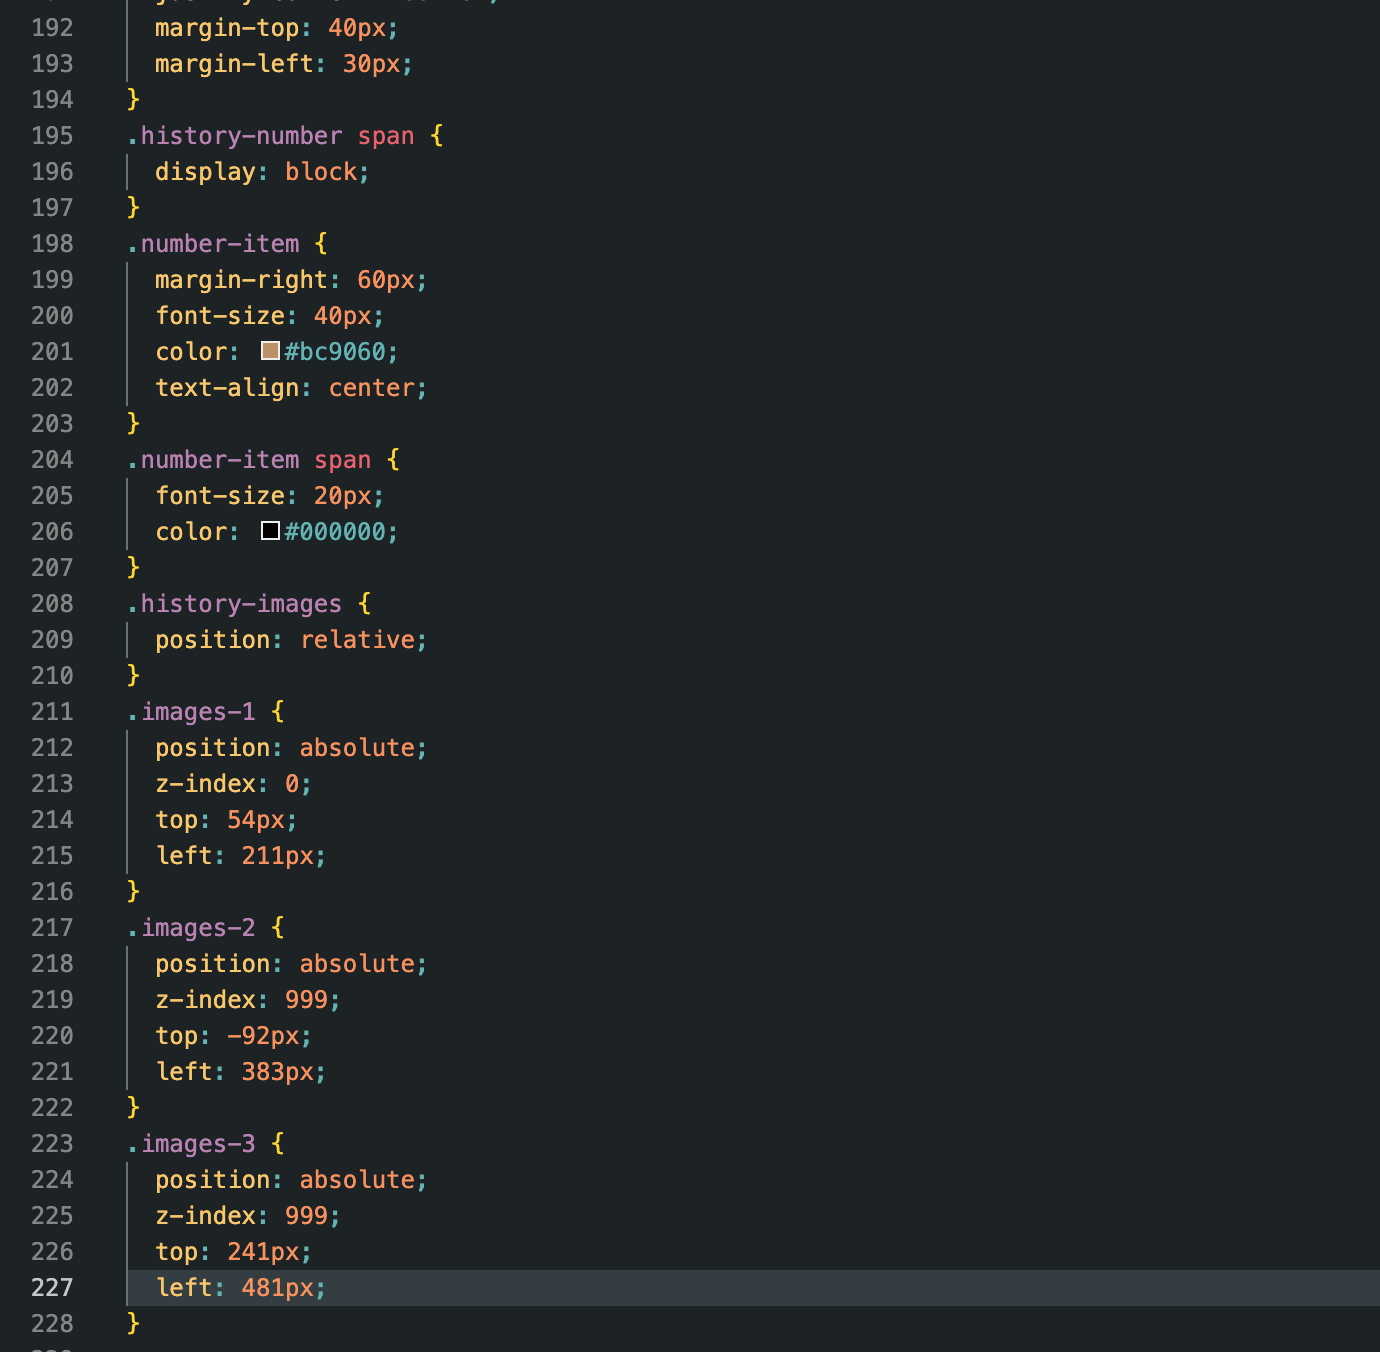 192 margin-top: 40px;
193 margin-left: 30px;
194 }
195 .history-number span {
196 display: block;
197 }
198 .number-item {
199 margin-right: 60px;
200 font-size: 40px;
201 color: #bc9060;
202 text-align: center;
203 }
204 .number-item span {
205 font-size: 20px;
206 color: #000000;
207 }
208 .history-images {
209 position: relative;
210 }
211 .images-1 {
212 position: absolute;
213 z-index: 0;
214 top: 54px;
215 left: 211px;
216 }
217 .images-2 {
218 position: absolute;
219 z-index: 999;
220 top: -92px;
221 left: 383px;
222 }
223 .images-3 {
224 position: absolute;
225 z-index: 999;
226 top: 241px;
227 left: 481px;
228 }